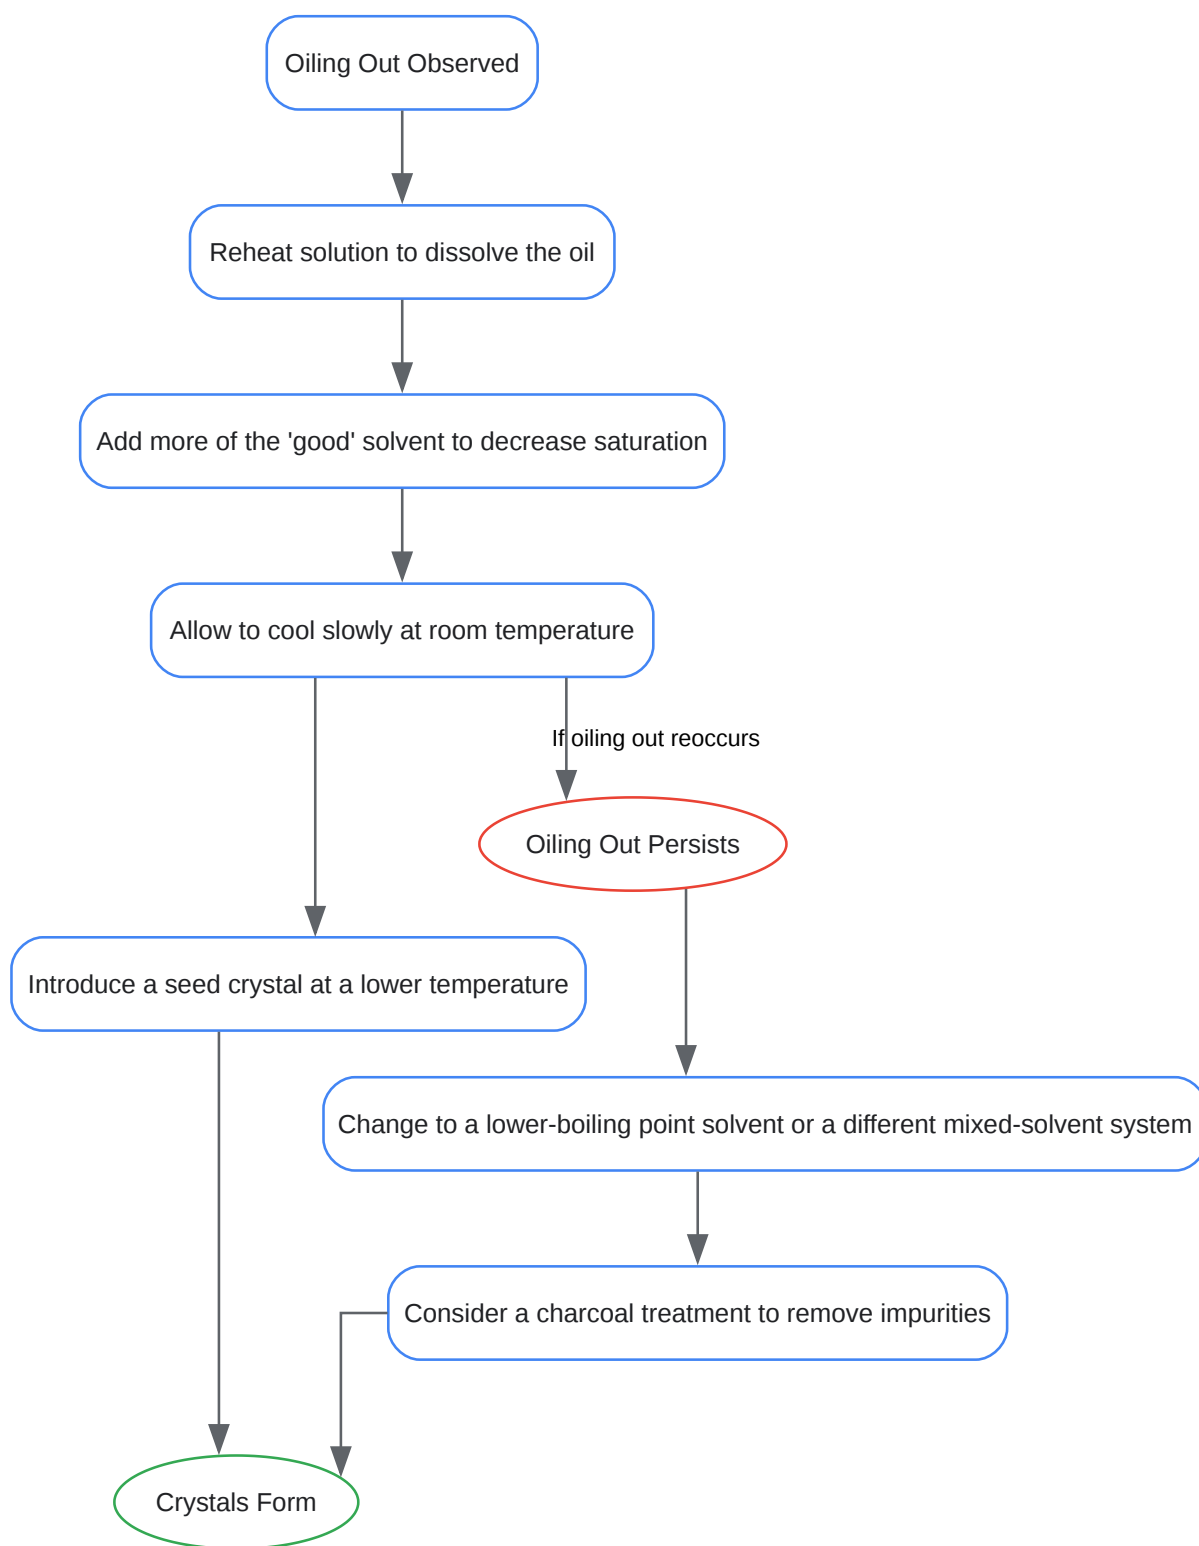 Oiling Out Observed
Reheat solution to dissolve the oil
Add more of the 'good' solvent to decrease saturation
Allow to cool slowly at room temperature
If oiling out reoccurs
Oiling Out Persists
Introduce a seed crystal at a lower temperature
Change to a lower-boiling point solvent or a different mixed-solvent system
Consider a charcoal treatment to remove impurities
Crystals Form